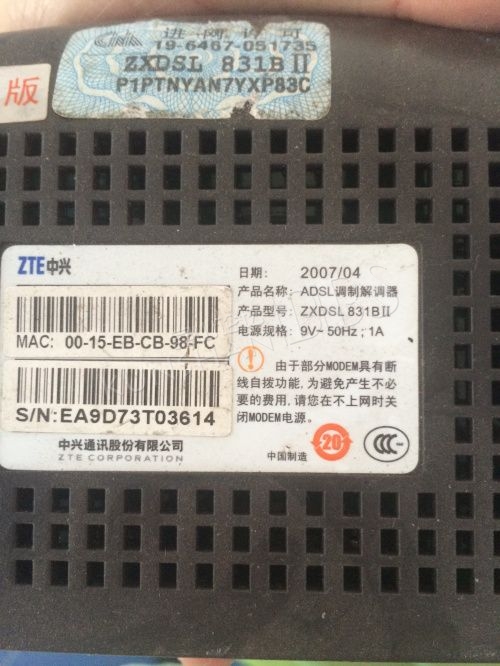 进网许可
19-6467-051735
ZXDSL 831BⅡ
P1PTNYAN7YXP83C
版
ZTE中兴
MAC: 00-15-EB-CB-98-FC
S/N:EA9D73T03614
中兴通讯股份有限公司
ZTE CORPORATION
日期: 2007/04
产品名称: ADSL调制解调器
产品型号: ZXDSL 831BⅡ
电源规格: 9V~50Hz; 1A
由于部分MODEM具有断
线自拨功能,为避免产生不必
要的费用,请您在不上网时关
闭MODEM电源。
中国制造
20
CCC